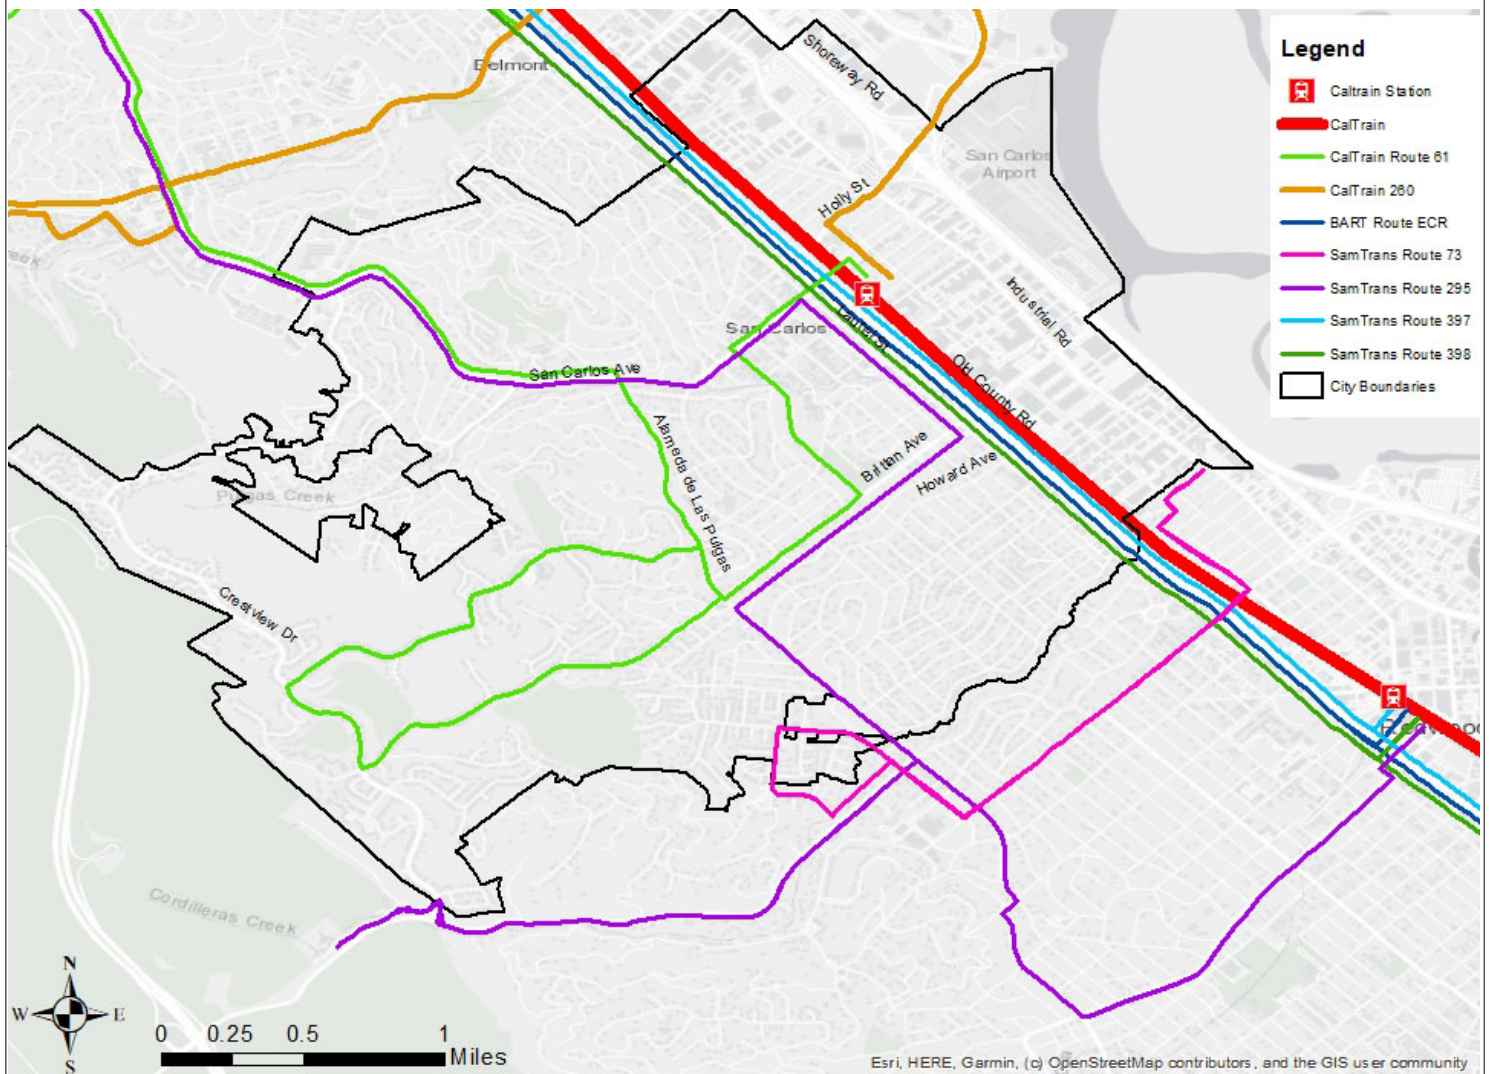 Legend
Caltrain Station
CalTrain
CalTrain Route 61
CalTrain 260
BART Route ECR
SamTrans Route 73
SamTrans Route 295
SamTrans Route 397
SamTrans Route 398
City Boundaries
Belmont
Shoreway Rd
San Carlos
Airport
Holly St
Industrial Rd
San Carlos
Laurel St
Old County Rd
San Carlos Ave
Alameda de Las Pulgas
Brittan Ave
Howard Ave
reek
Pulgas Creek
Crestview Dr
Redwood
Cordilleras Creek
N
W
E
S
0 0.25 0.5 1
Miles
Esri, HERE, Garmin, (c) OpenStreetMap contributors, and the GIS user community